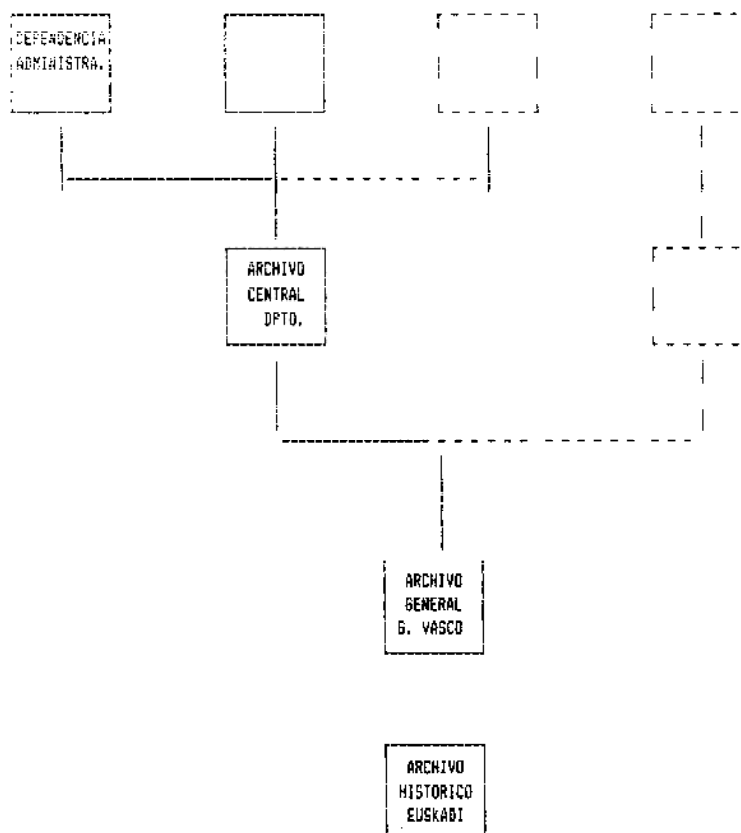 DEPENDENCIA
ADMINISTRA.
ARCHIVO
CENTRAL
DPTO.
ARCHIVO
GENERAL
G. VASCO
ARCHIVO
HISTORICO
EUSKADI